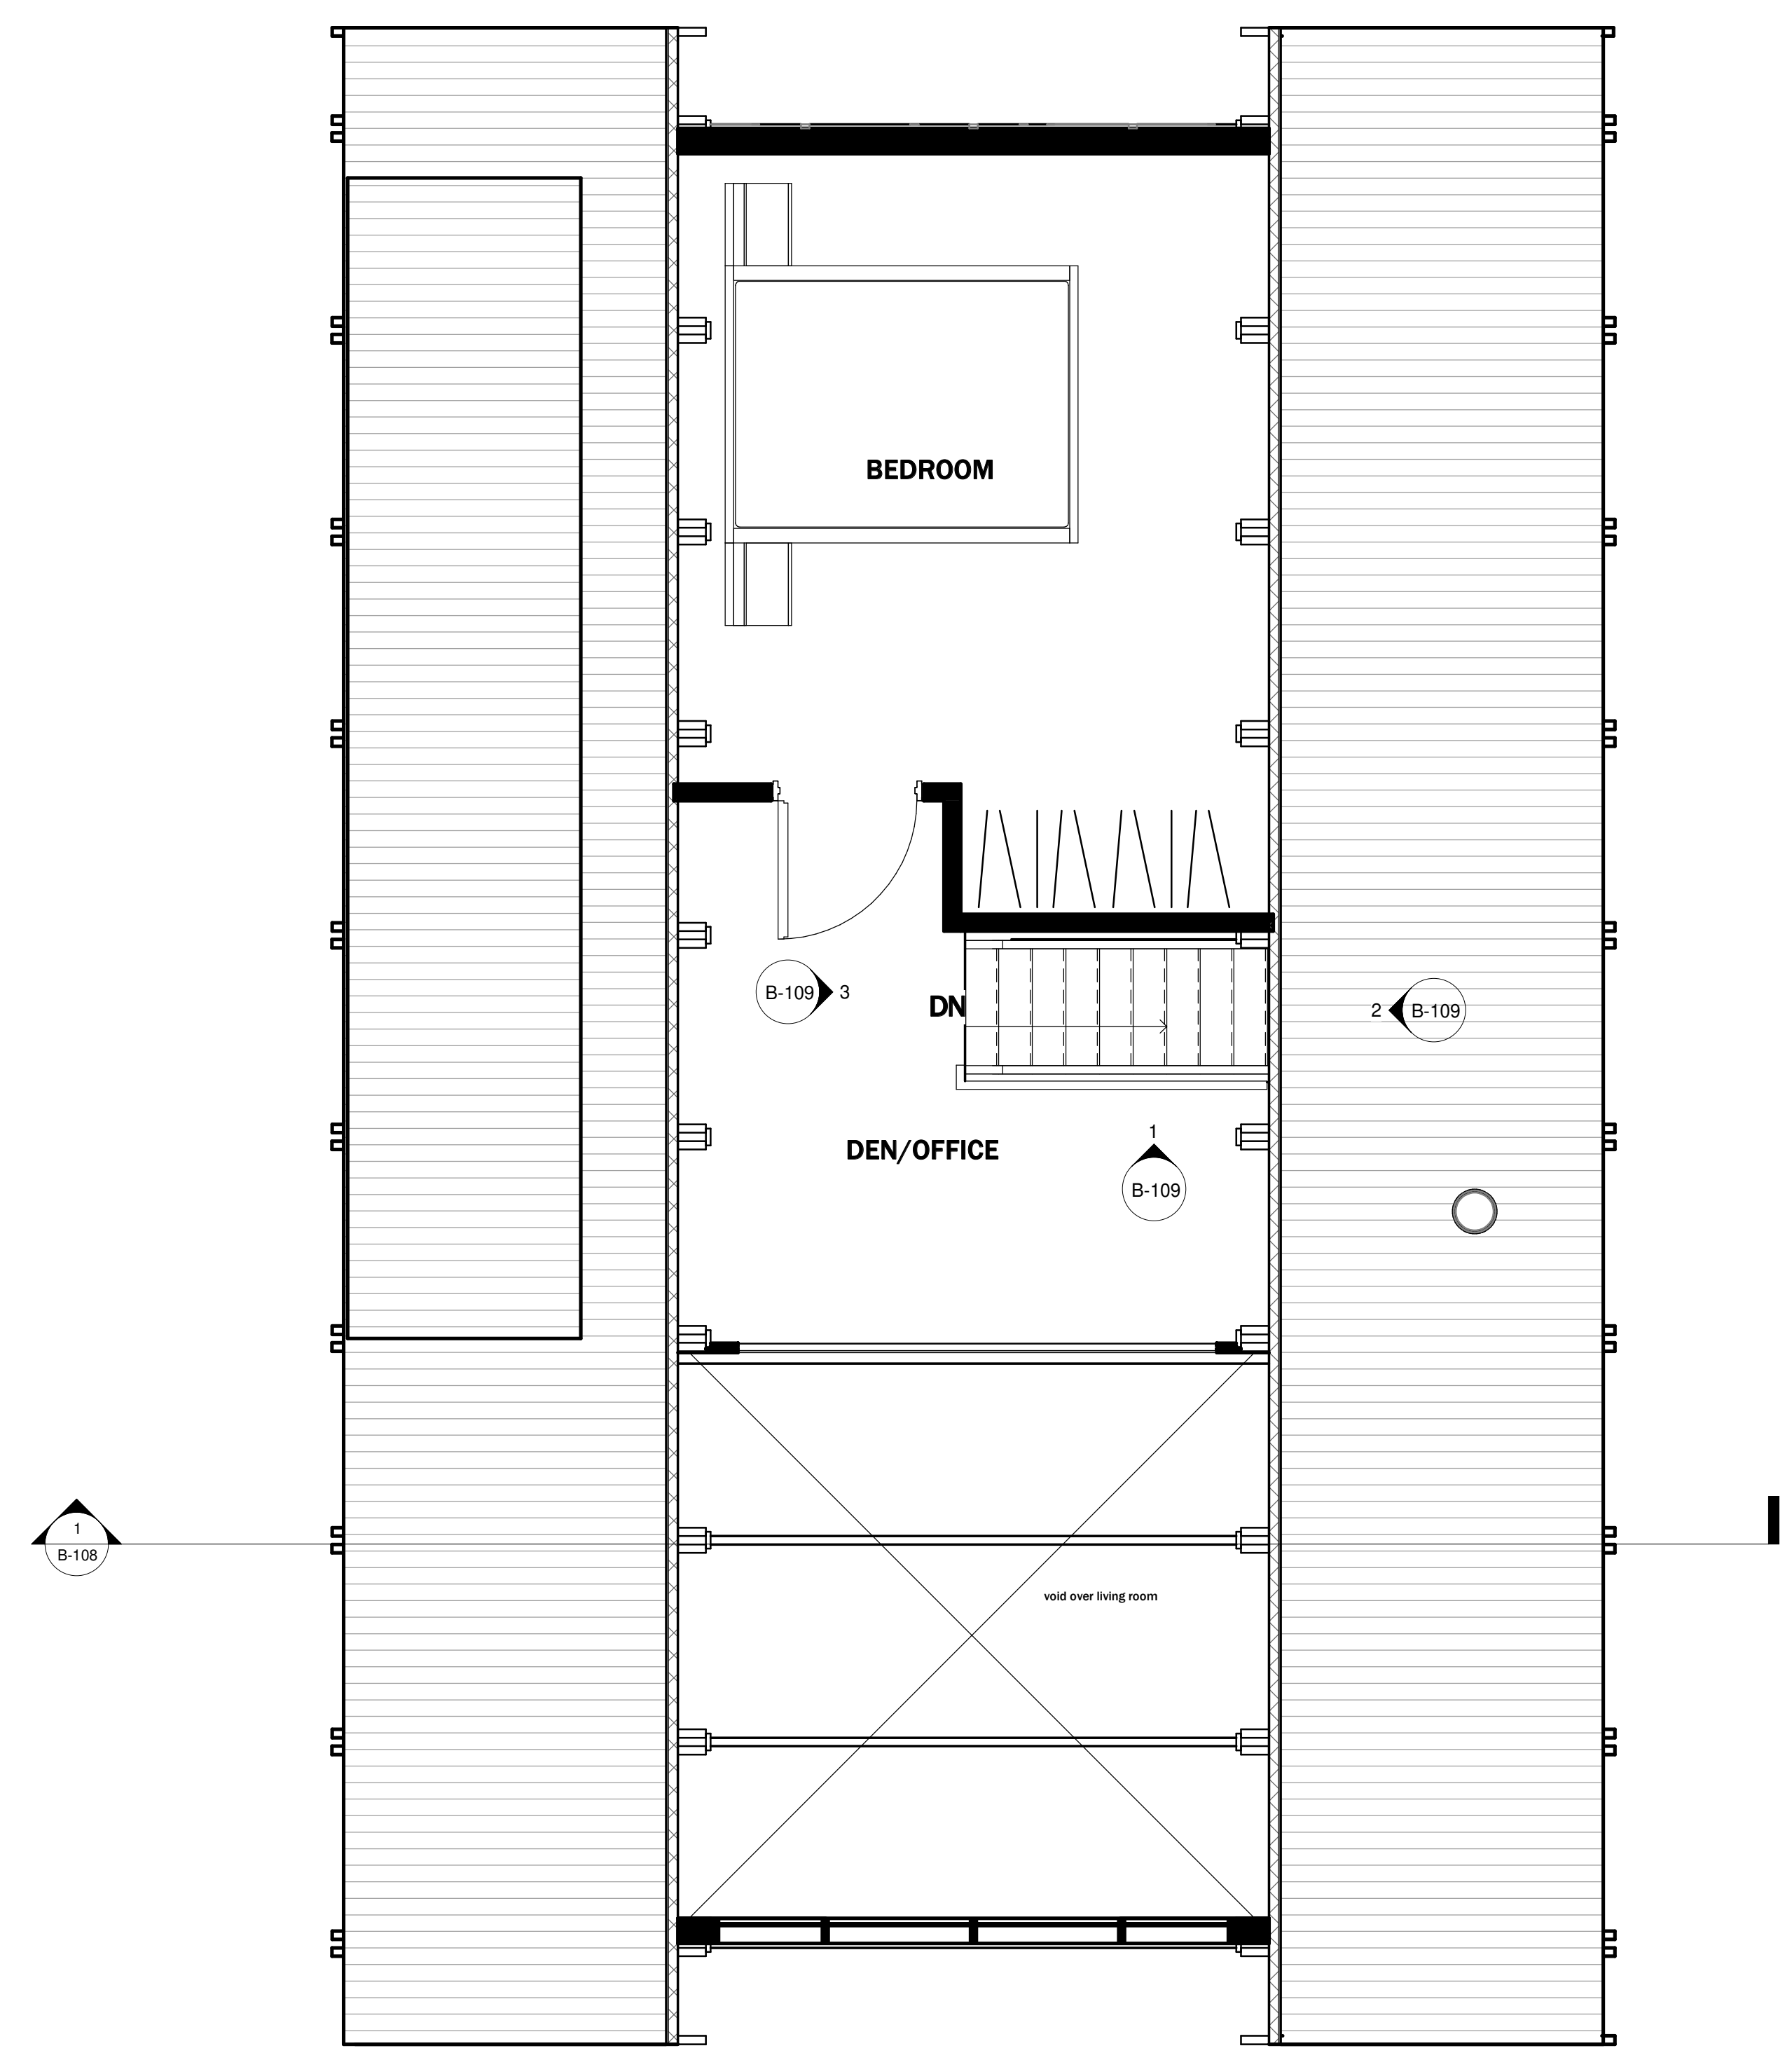 BEDROOM
B-109 3
DN
2 B-109
DEN/OFFICE
1
B-109
1
B-108
void over living room